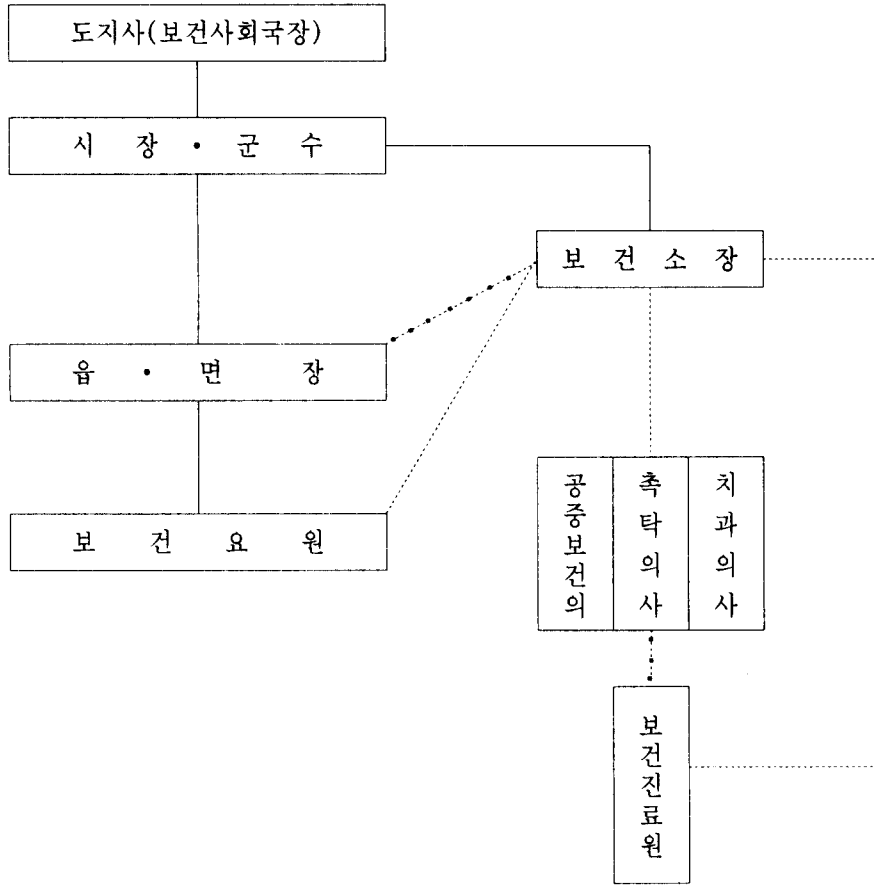 도지사(보건사회국장)
시 장 · 군 수
보 건 소 장
읍 · 면 장
보 건 요 원
공중보건의
촉탁의사
치과의사
보건진료원